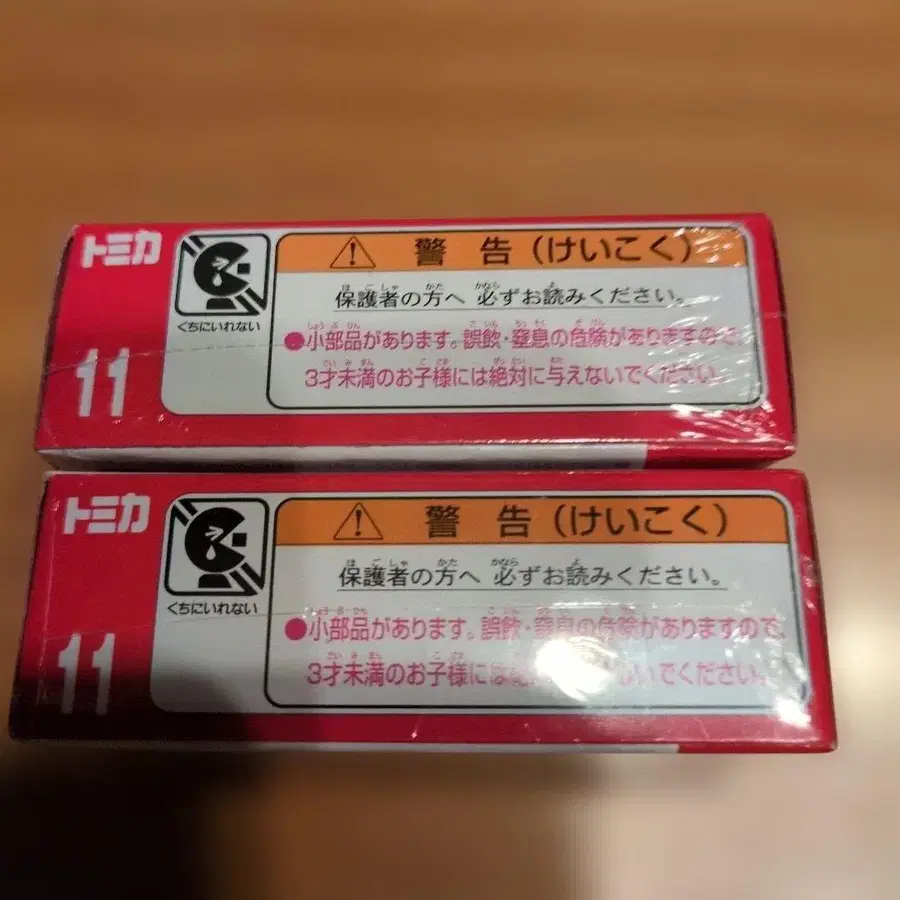 トミカ
11
くちにいれない
警告(けいこく)
保護者の方へ 必ずお読みください。
●小部品があります。誤飲・窒息の危険がありますので、
3才未満のお子様には絶対に与えないでください。
トミカ
11
くちにいれない
警告(けいこく)
保護者の方へ 必ずお読みください。
●小部品があります。誤飲・窒息の危険がありますので、
3才未満のお子様には いでください。